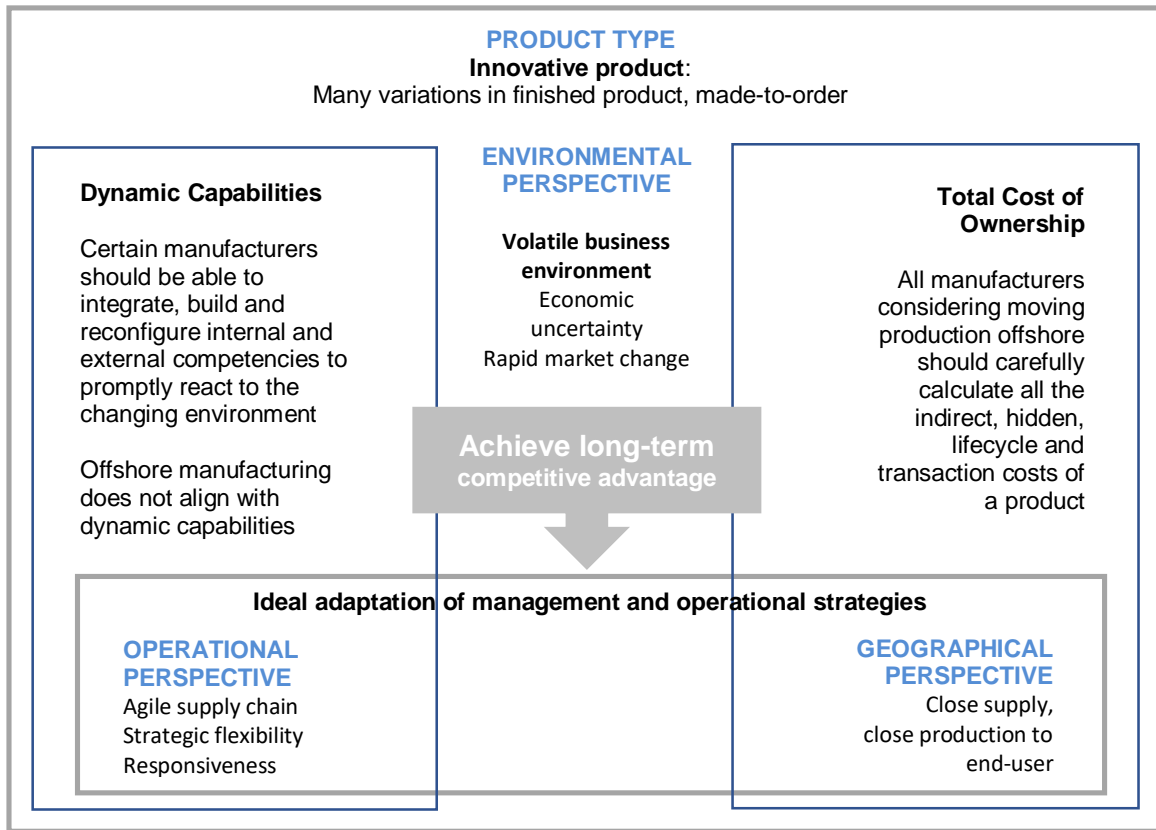 PRODUCT TYPE
Innovative product:
Many variations in finished product, made-to-order
Dynamic Capabilities
Certain manufacturers
should be able to
integrate, build and
reconfigure internal and
external competencies to
promptly react to the
changing environment
Offshore manufacturing
does not align with
dynamic capabilities
ENVIRONMENTAL
PERSPECTIVE
Volatile business
environment
Economic
uncertainty
Rapid market change
Total Cost of
Ownership
All manufacturers
considering moving
production offshore
should carefully
calculate all the
indirect, hidden,
lifecycle and
transaction costs of
a product
Achieve long-term
competitive advantage
Ideal adaptation of management and operational strategies
OPERATIONAL
PERSPECTIVE
Agile supply chain
Strategic flexibility
Responsiveness
GEOGRAPHICAL
PERSPECTIVE
Close supply,
close production to
end-user